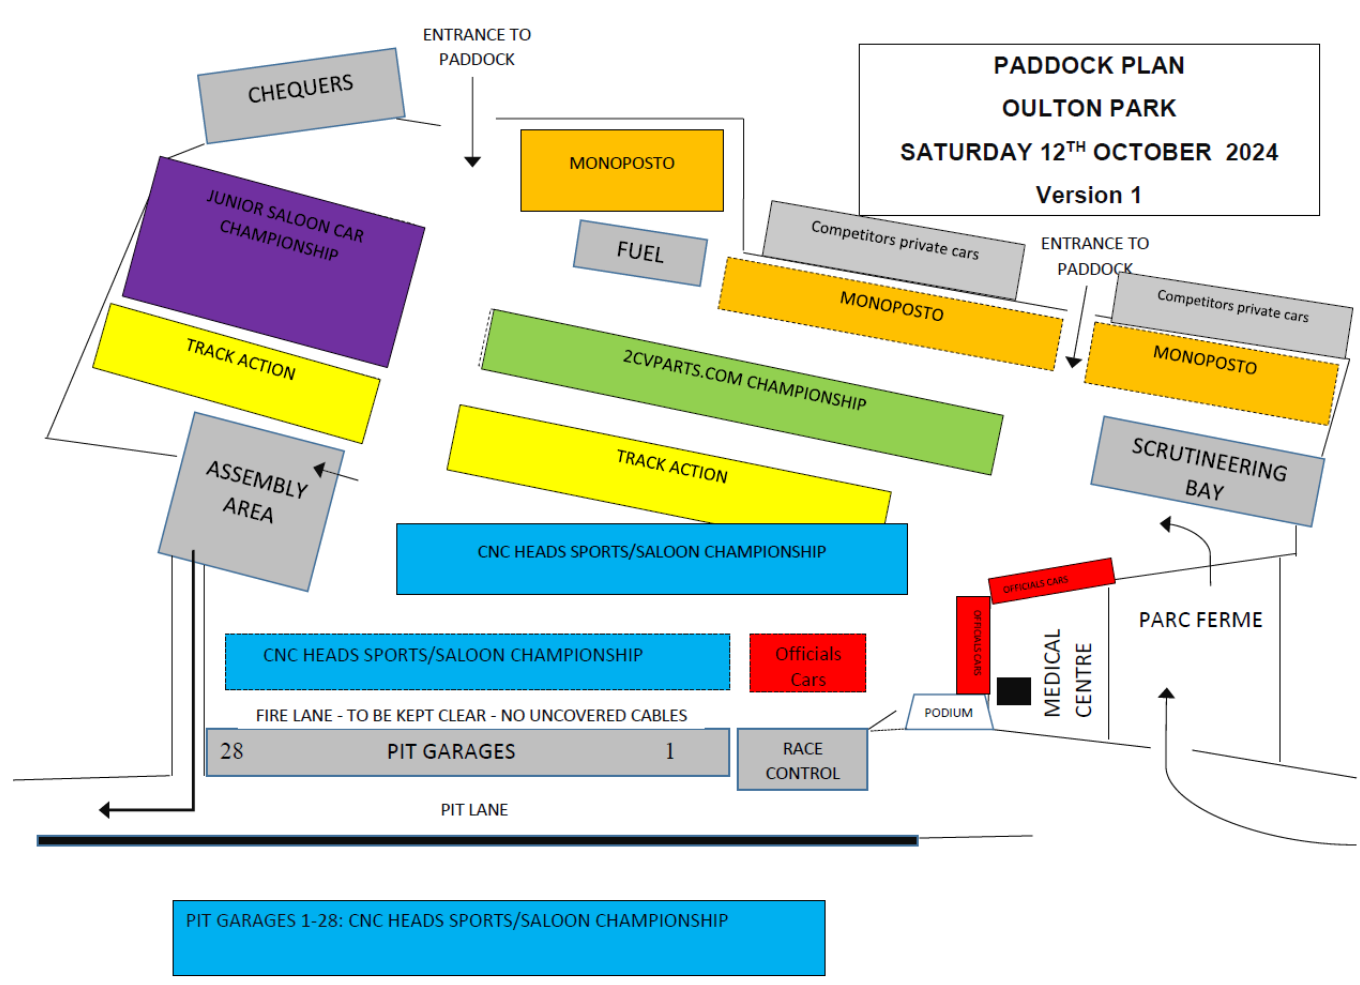 ENTRANCE TO
PADDOCK
PADDOCK PLAN
OULTON PARK
SATURDAY 12TH OCTOBER 2024
Version 1
CHEQUERS
MONOPOSTO
JUNIOR SALOON CAR
CHAMPIONSHIP
FUEL
Competitors private cars
ENTRANCE TO
PADDOCK
MONOPOSTO
Competitors private cars
MONOPOSTO
TRACK ACTION
2CVPARTS.COM CHAMPIONSHIP
ASSEMBLY
AREA
TRACK ACTION
SCRUTINEERING
BAY
CNC HEADS SPORTS/SALOON CHAMPIONSHIP
OFFICIALS CARS
OFFICIALS CARS
PARC FERME
MEDICAL
CENTRE
CNC HEADS SPORTS/SALOON CHAMPIONSHIP
Officials
Cars
PODIUM
FIRE LANE - TO BE KEPT CLEAR - NO UNCOVERED CABLES
28 PIT GARAGES 1
RACE
CONTROL
PIT LANE
PIT GARAGES 1-28: CNC HEADS SPORTS/SALOON CHAMPIONSHIP